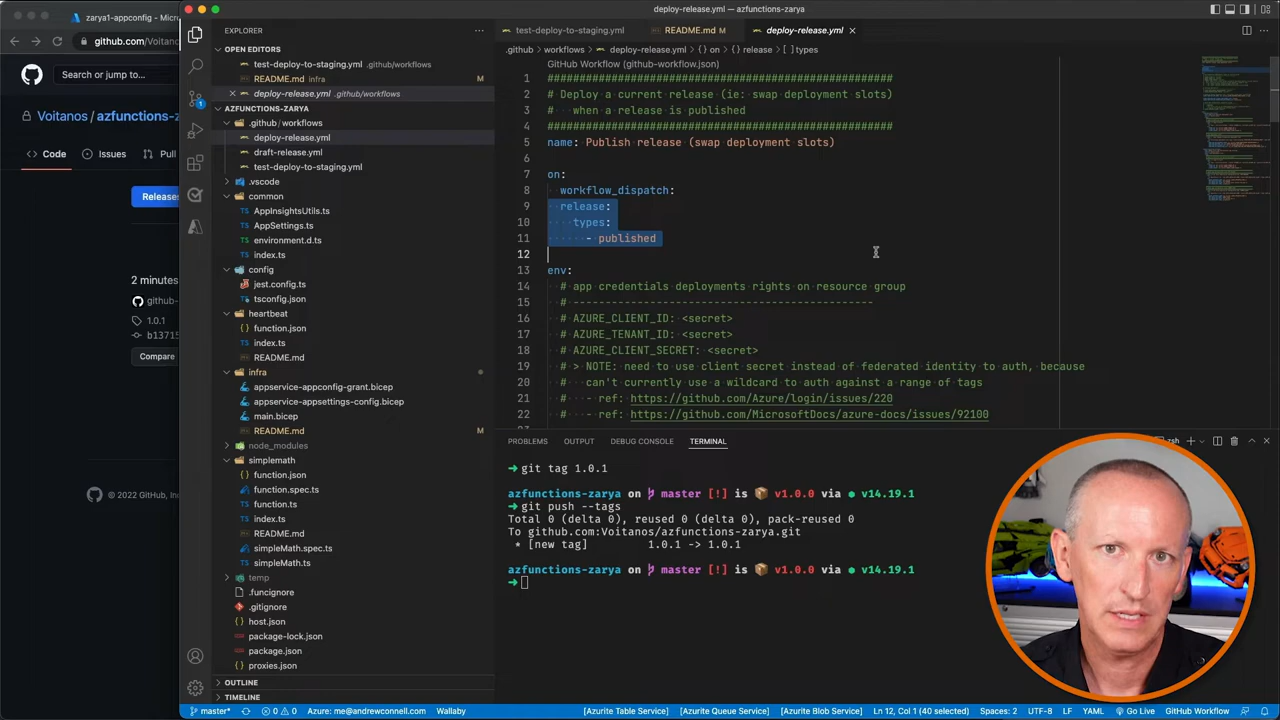 deploy-release.yml — azfunctions-zarya
zarya1-appconfig - Micr
github.com/Voitano
Search or jump to...
Voitanos / azfunctions-z
Code
Issues
Pull
Releases
2 minutes
github-
1.0.1
b13715
Compare
© 2022 GitHub, In
EXPLORER
OPEN EDITORS
test-deploy-to-staging.yml .github/workflows
README.md infra M
deploy-release.yml .github/workflows
AZFUNCTIONS-ZARYA
.github / workflows
deploy-release.yml
draft-release.yml
test-deploy-to-staging.yml
.vscode
common
AppInsightsUtils.ts
AppSettings.ts
environment.d.ts
index.ts
config
jest.config.ts
tsconfig.json
heartbeat
function.json
index.ts
README.md
infra
appservice-appconfig-grant.bicep
appservice-appsettings-config.bicep
main.bicep
README.md M
node_modules
simplemath
function.json
function.spec.ts
function.ts
index.ts
README.md
simpleMath.spec.ts
simpleMath.ts
temp
.funcignore
.gitignore
host.json
package-lock.json
package.json
proxies.json
OUTLINE
TIMELINE
test-deploy-to-staging.yml
README.md M
deploy-release.yml
.github > workflows > deploy-release.yml > {} on > {} release > [ ] types
GitHub Workflow (github-workflow.json)
1 ######################################################
2 # Deploy a current release (ie: swap deployment slots)
3 #   when a release is published
4 ######################################################
5 name: Publish release (swap deployment slots)
6
7 on:
8 workflow_dispatch:
9 release:
10 types:
11 - published
12
13 env:
14 # app credentials deployments rights on resource group
15 # -----------------------------------------------
16 # AZURE_CLIENT_ID: <secret>
17 # AZURE_TENANT_ID: <secret>
18 # AZURE_CLIENT_SECRET: <secret>
19 # > NOTE: need to use client secret instead of federated identity to auth, because
20 #   can't currently use a wildcard to auth against a range of tags
21 #   - ref: https://github.com/Azure/login/issues/220
22 #   - ref: https://github.com/MicrosoftDocs/azure-docs/issues/92100
PROBLEMS
OUTPUT
DEBUG CONSOLE
TERMINAL
zsh
git tag 1.0.1
azfunctions-zarya on master [!] is v1.0.0 via v14.19.1
git push --tags
Total 0 (delta 0), reused 0 (delta 0), pack-reused 0
To github.com:Voitanos/azfunctions-zarya.git
* [new tag] 1.0.1 -> 1.0.1
azfunctions-zarya on master [!] is v1.0.0 via v14.19.1
master*
0 0
Azure: me@andrewconnell.com
Wallaby
[Azurite Table Service]
[Azurite Queue Service]
[Azurite Blob Service]
Ln 12, Col 1 (40 selected)
Spaces: 2
UTF-8
LF
YAML
Go Live
GitHub Workflow